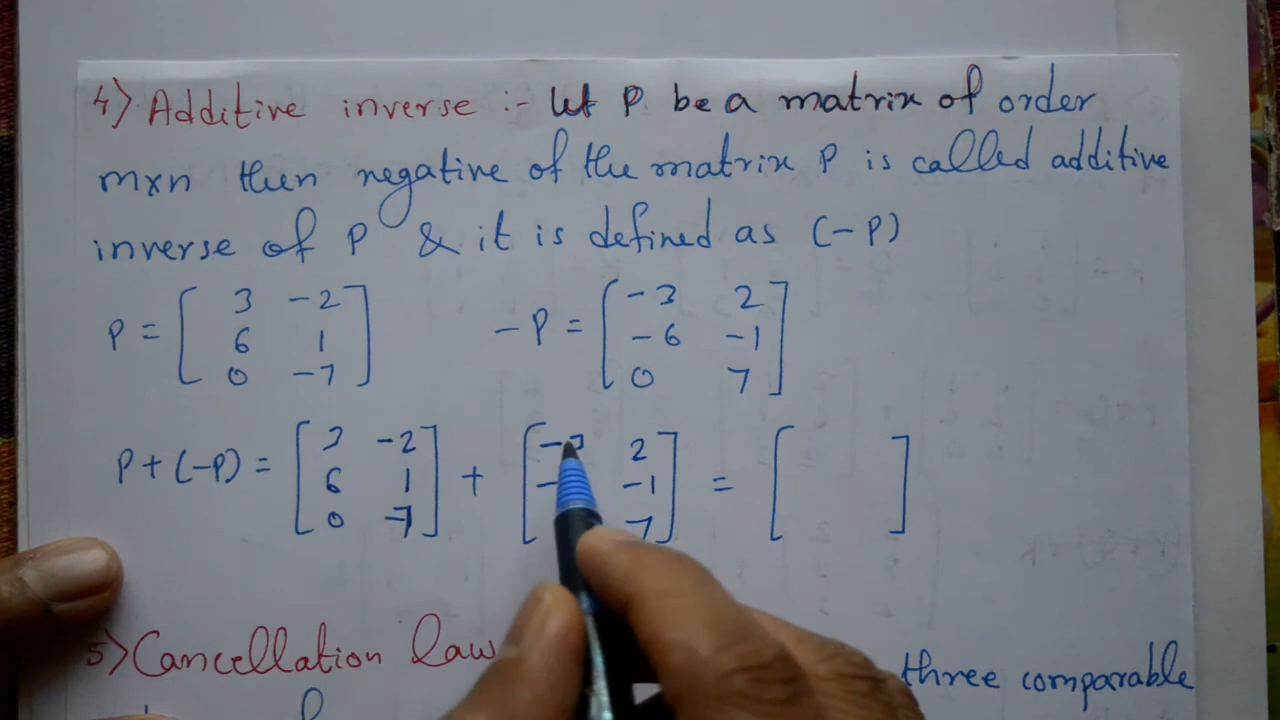 4) Additive inverse :- Let P be a matrix of order
mxn then negative of the matrix P is called additive
inverse of P & it is defined as (-P)
P = [ 3 -2 -P = [ -3 2
6 1 -6 -1
0 -7 ] 0 7 ]
P+(-P) = [ 3 -2 + [ -3 2 = [ ]
6 1 - -1
0 -7 ] 7 ]
5) Cancellation law three comparable